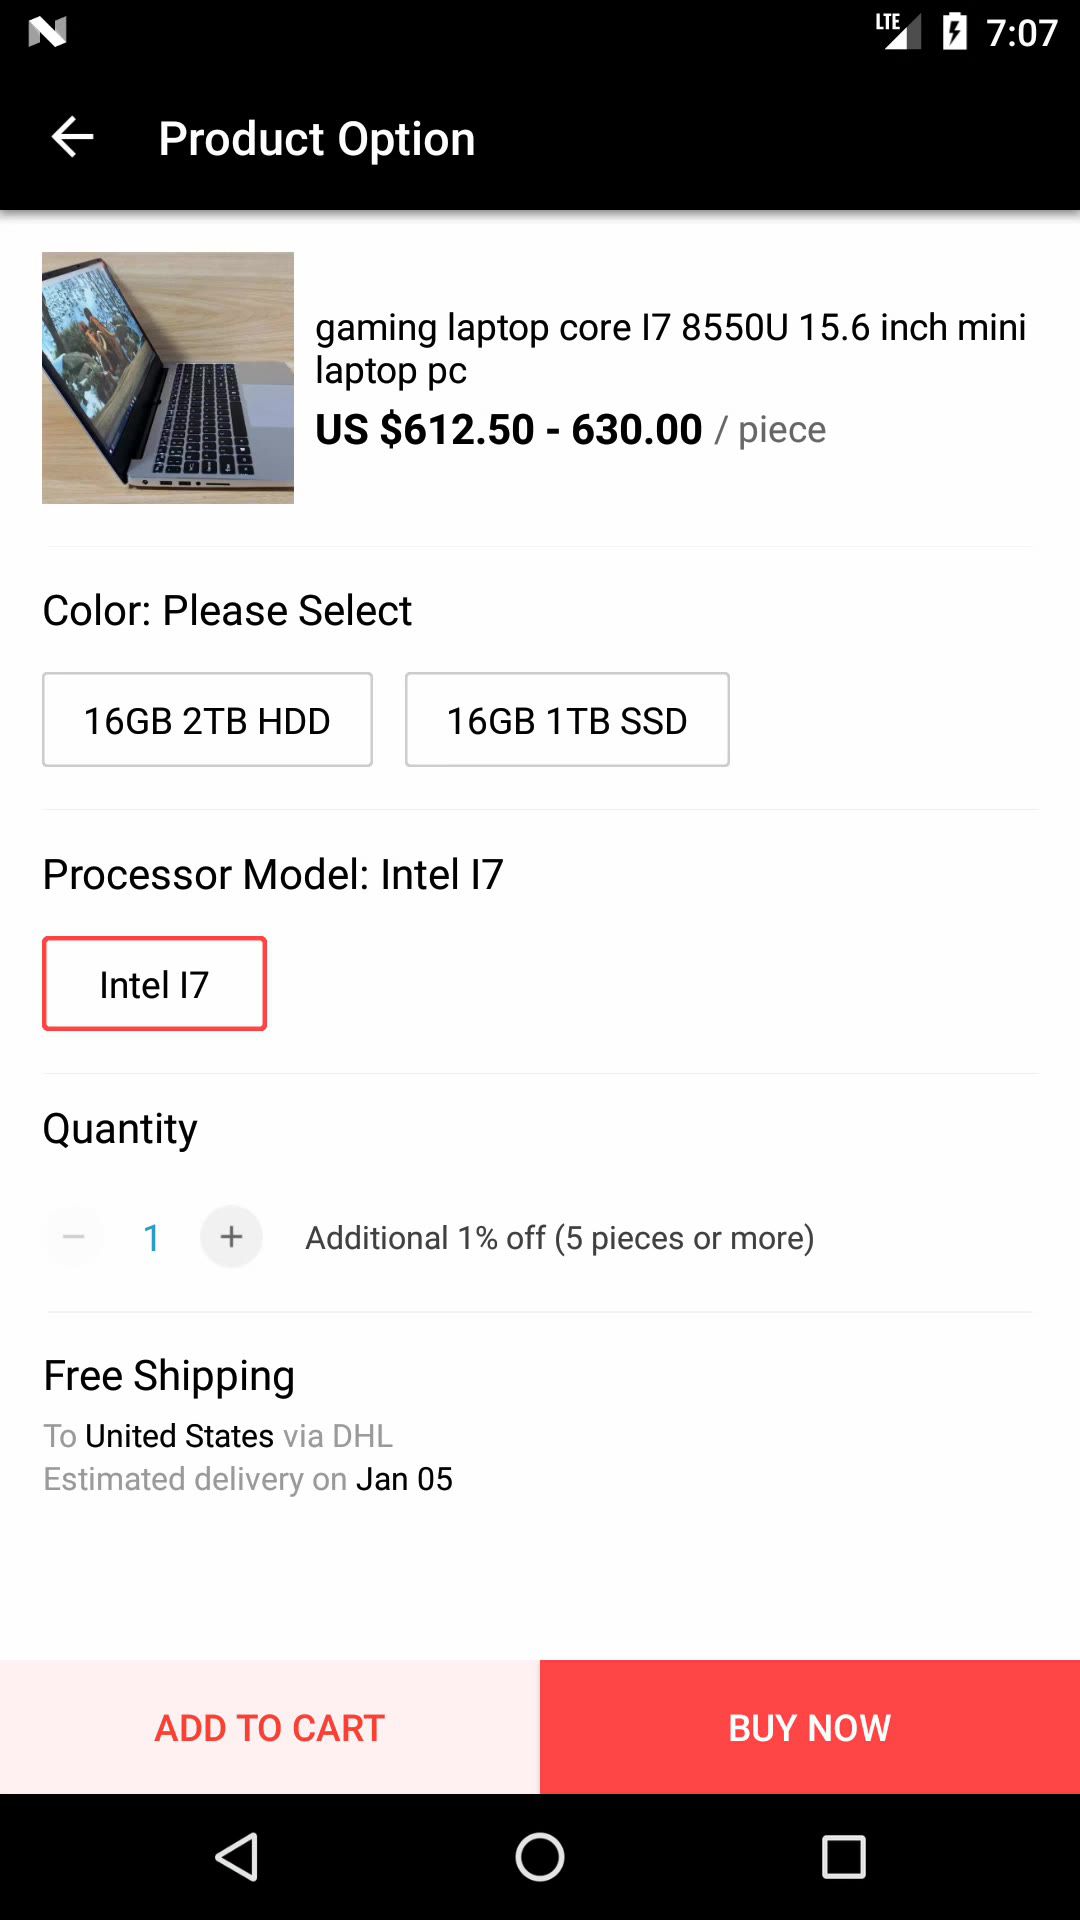 LTE 7:07
Product Option
gaming laptop core I7 8550U 15.6 inch mini
laptop pc
US $612.50 - 630.00 / piece
Color: Please Select
16GB 2TB HDD 16GB 1TB SSD
Processor Model: Intel I7
Intel I7
Quantity
− 1 + Additional 1% off (5 pieces or more)
Free Shipping
To United States via DHL
Estimated delivery on Jan 05
ADD TO CART BUY NOW